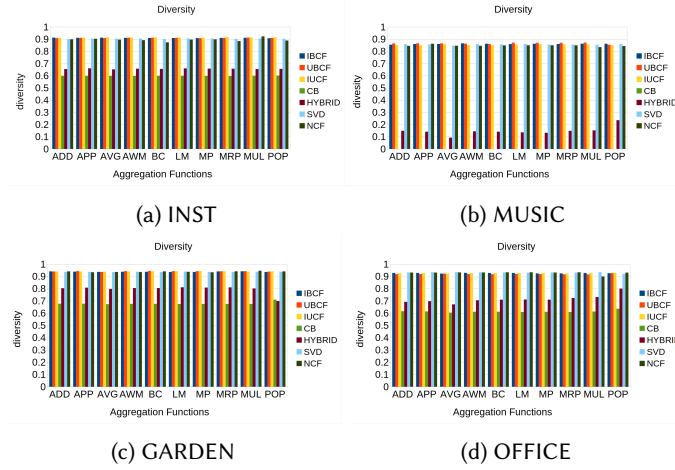 Diversity
1
0.9
0.8
0.7
0.6
0.5
0.4
0.3
0.2
0.1
0
diversity
ADD APP AVG AWM BC LM MP MRP MUL POP
Aggregation Functions
IBCF
UBCF
IUCF
CB
HYBRID
SVD
NCF
(a) INST
Diversity
1
0.9
0.8
0.7
0.6
0.5
0.4
0.3
0.2
0.1
0
diversity
ADD APP AVG AWM BC LM MP MRP MUL POP
Aggregation Functions
IBCF
UBCF
IUCF
CB
HYBRID
SVD
NCF
(b) MUSIC
Diversity
1
0.9
0.8
0.7
0.6
0.5
0.4
0.3
0.2
0.1
0
ADD APP AVG AWM BC LM MP MRP MUL POP
Aggregation Functions
IBCF
UBCF
IUCF
CB
HYBRID
SVD
NCF
(c) GARDEN
Diversity
1
0.9
0.8
0.7
0.6
0.5
0.4
0.3
0.2
0.1
0
ADD APP AVG AWM BC LM MP MRP MUL POP
Aggregation Functions
IBCF
UBCF
IUCF
CB
HYBRID
SVD
NCF
(d) OFFICE